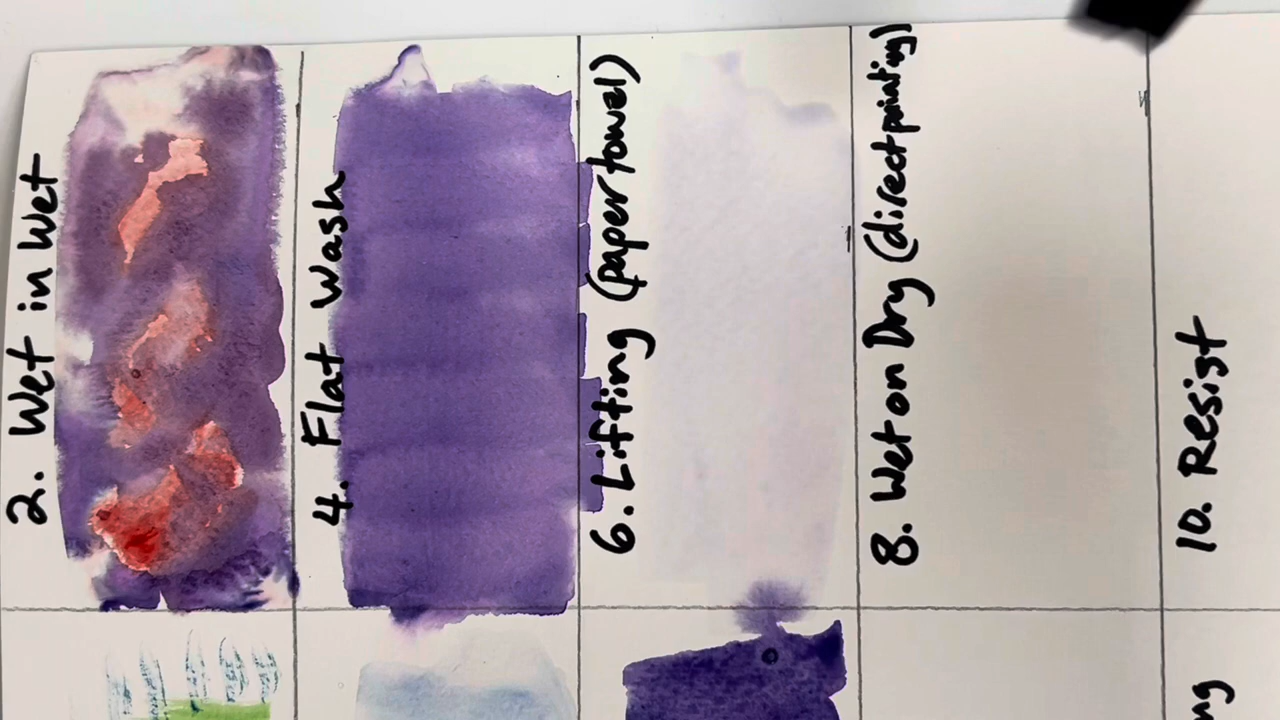 2. Wet in Wet
4. Flat Wash
6. Lifting (paper towel)
8. Wet on Dry (direct painting)
10. Resist